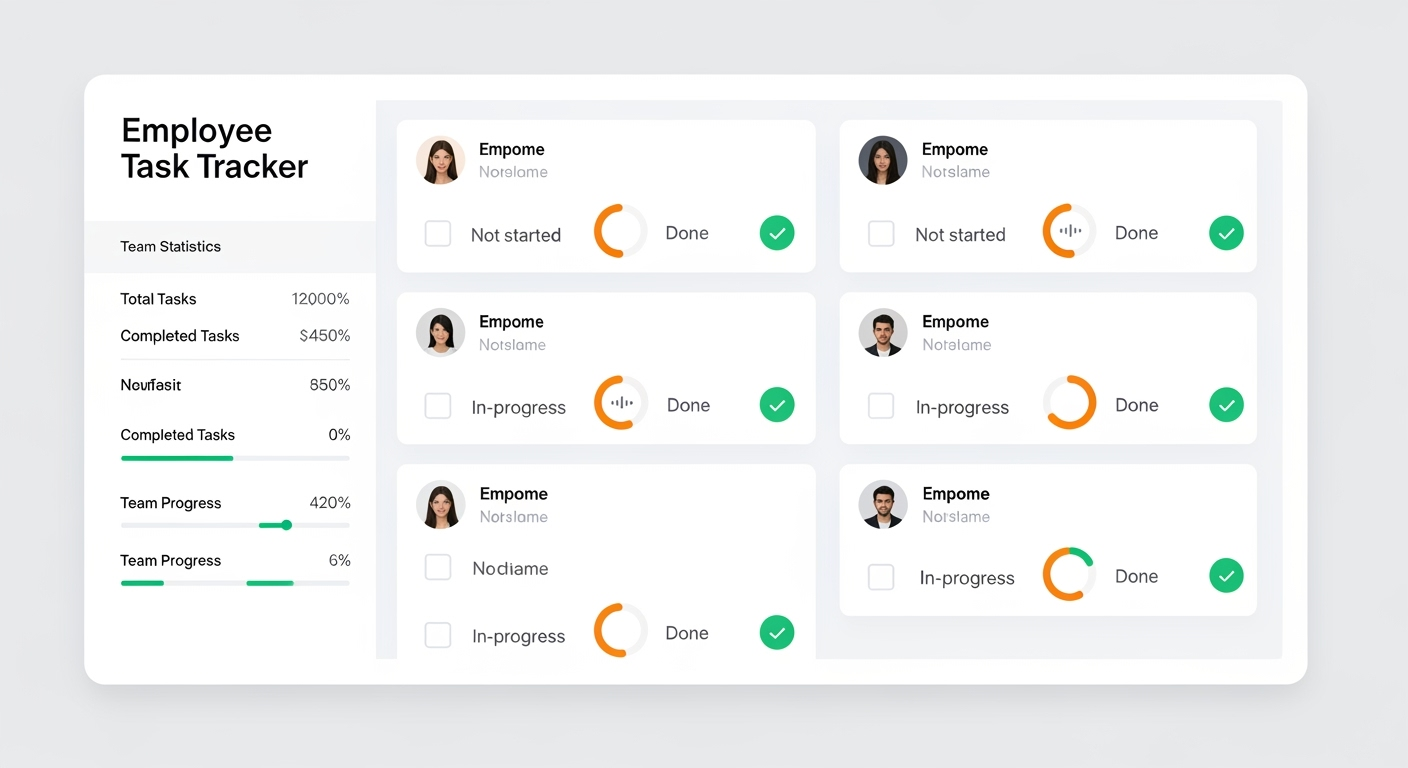 Employee
Task Tracker
Team Statistics
Total Tasks 12000%
Completed Tasks $450%
850%
Completed Tasks 0%
Team Progress 420%
Team Progress 6%
Empome
Notslame
Not started Done
Empome
Notslame
Not started Done
Empome
Notslame
In-progress Done
Empome
Notslame
In-progress Done
Empome
Notslame
Nodiame
In-progress Done
Empome
Notslame
In-progress Done